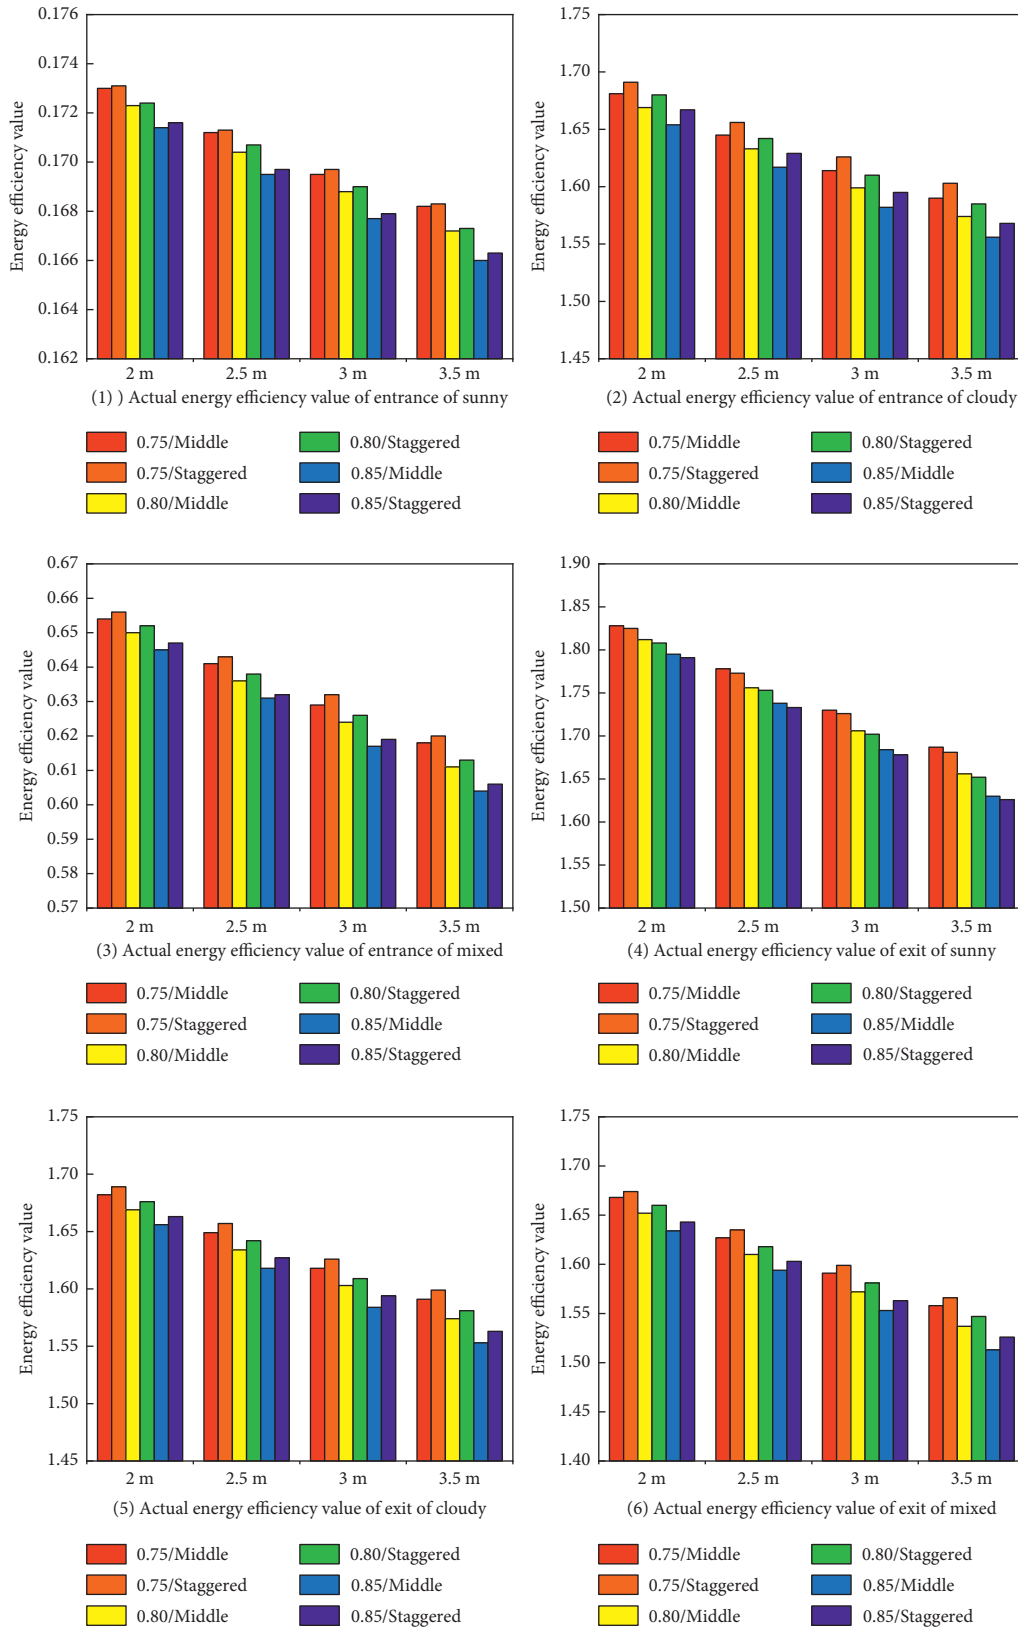 0.176
0.174
0.172
0.170
0.168
0.166
0.164
0.162
Energy efficiency value
2 m 2.5 m 3 m 3.5 m
(1) ) Actual energy efficiency value of entrance of sunny
0.75/Middle 0.80/Staggered
0.75/Staggered 0.85/Middle
0.80/Middle 0.85/Staggered
1.75
1.70
1.65
1.60
1.55
1.50
1.45
Energy efficiency value
2 m 2.5 m 3 m 3.5 m
(2) Actual energy efficiency value of entrance of cloudy
0.75/Middle 0.80/Staggered
0.75/Staggered 0.85/Middle
0.80/Middle 0.85/Staggered
0.67
0.66
0.65
0.64
0.63
0.62
0.61
0.60
0.59
0.58
0.57
Energy efficiency value
2 m 2.5 m 3 m 3.5 m
(3) Actual energy efficiency value of entrance of mixed
0.75/Middle 0.80/Staggered
0.75/Staggered 0.85/Middle
0.80/Middle 0.85/Staggered
1.90
1.85
1.80
1.75
1.70
1.65
1.60
1.55
1.50
Energy efficiency value
2 m 2.5 m 3 m 3.5 m
(4) Actual energy efficiency value of exit of sunny
0.75/Middle 0.80/Staggered
0.75/Staggered 0.85/Middle
0.80/Middle 0.85/Staggered
1.75
1.70
1.65
1.60
1.55
1.50
1.45
Energy efficiency value
2 m 2.5 m 3 m 3.5 m
(5) Actual energy efficiency value of exit of cloudy
0.75/Middle 0.80/Staggered
0.75/Staggered 0.85/Middle
0.80/Middle 0.85/Staggered
1.75
1.70
1.65
1.60
1.55
1.50
1.45
1.40
Energy efficiency value
2 m 2.5 m 3 m 3.5 m
(6) Actual energy efficiency value of exit of mixed
0.75/Middle 0.80/Staggered
0.75/Staggered 0.85/Middle
0.80/Middle 0.85/Staggered